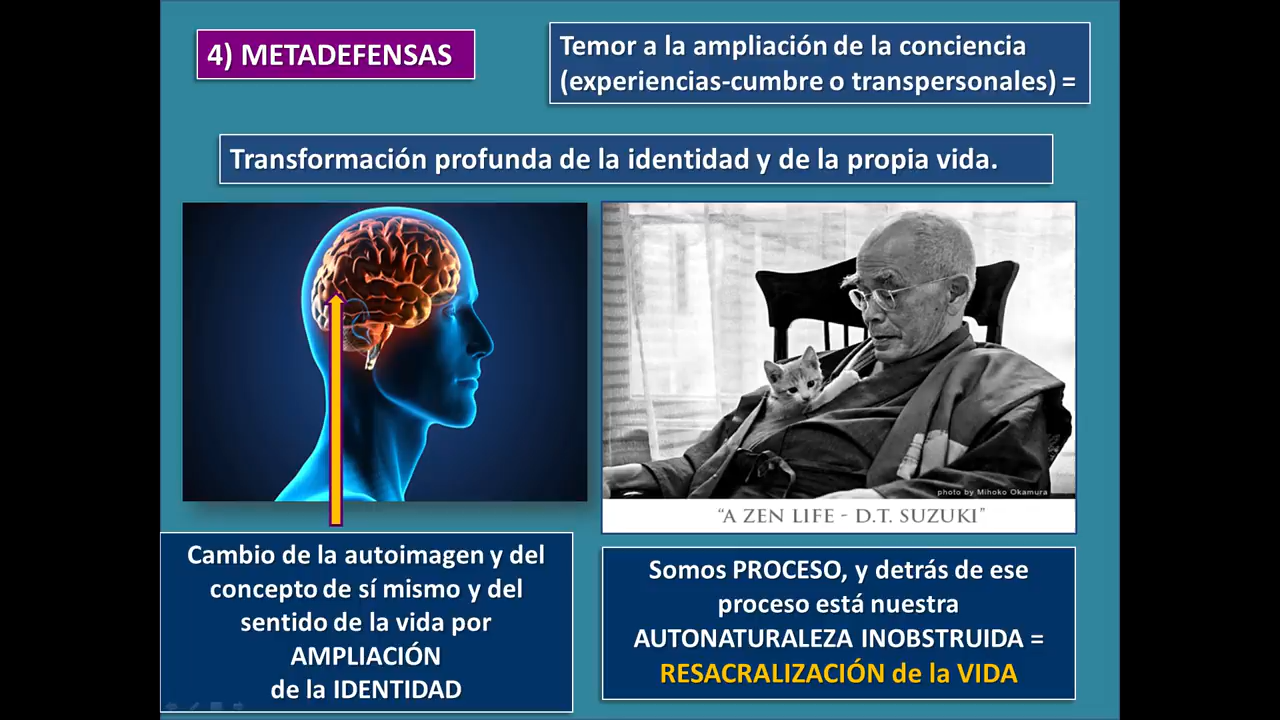 4) METADEFENSAS
Temor a la ampliación de la conciencia
(experiencias-cumbre o transpersonales) =
Transformación profunda de la identidad y de la propia vida.
photo by Mihoko Okamura
“A ZEN LIFE - D.T. SUZUKI”
Cambio de la autoimagen y del
concepto de sí mismo y del
sentido de la vida por
AMPLIACIÓN
de la IDENTIDAD
Somos PROCESO, y detrás de ese
proceso está nuestra
AUTONATURALEZA INOBSTRUIDA =
RESACRALIZACIÓN de la VIDA